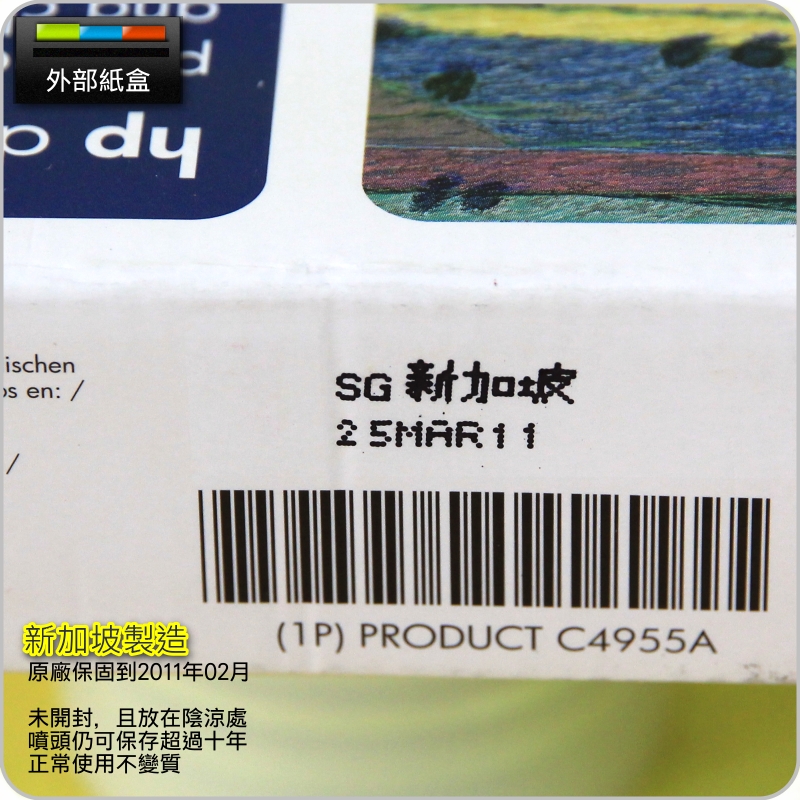 外部紙盒
hp
ischen
os en: /
/
SG 新加坡
25MAR11
(1P) PRODUCT C4955A
新加坡製造
原廠保固到2011年02月
未開封，且放在陰涼處
噴頭仍可保存超過十年
正常使用不變質